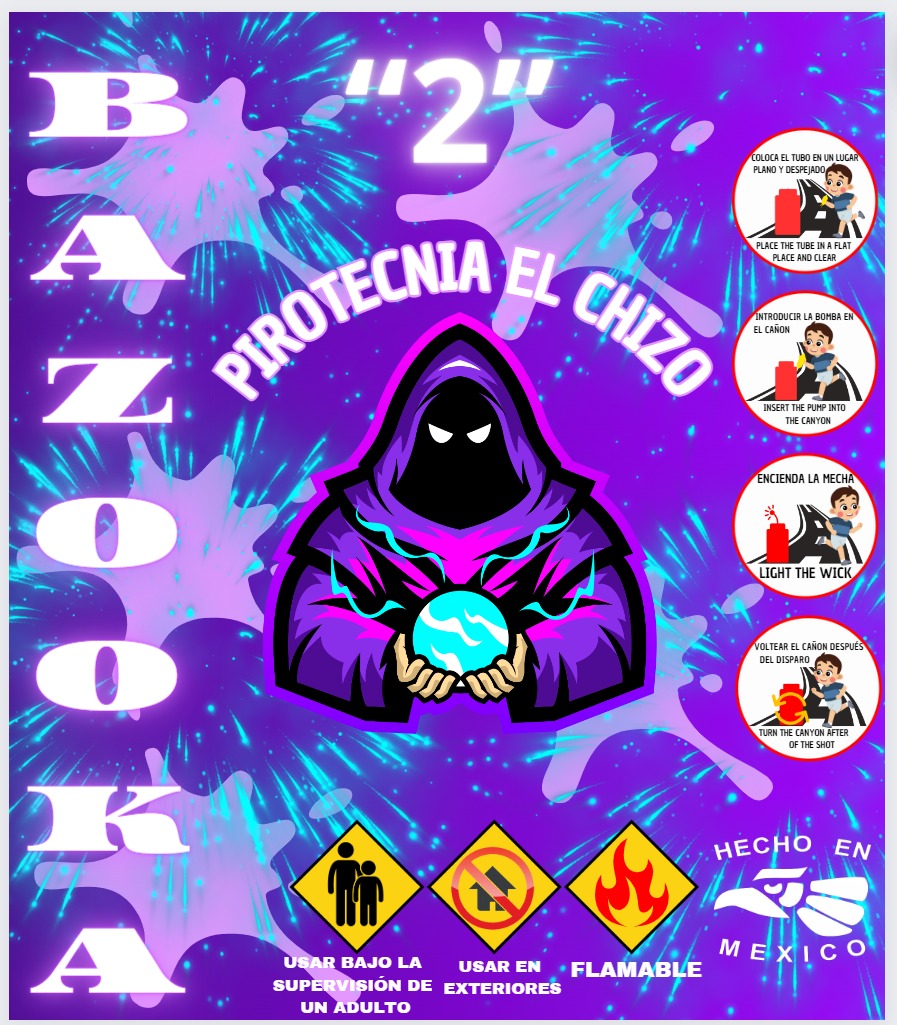 BAZOOKA
“2”
PIROTECNIA EL CHIZO
COLOCA EL TUBO EN UN LUGAR
PLANO Y DESPEJADO
PLACE THE TUBE IN A FLAT
PLACE AND CLEAR
INTRODUCIR LA BOMBA EN
EL CAÑON
INSERT THE PUMP INTO
THE CANYON
ENCIENDA LA MECHA
LIGHT THE WICK
VOLTEAR EL CAÑON DESPUÉS
DEL DISPARO
TURN THE CANYON AFTER
OF THE SHOT
USAR BAJO LA
SUPERVISIÓN DE
UN ADULTO
USAR EN
EXTERIORES
FLAMABLE
HECHO EN
MEXICO